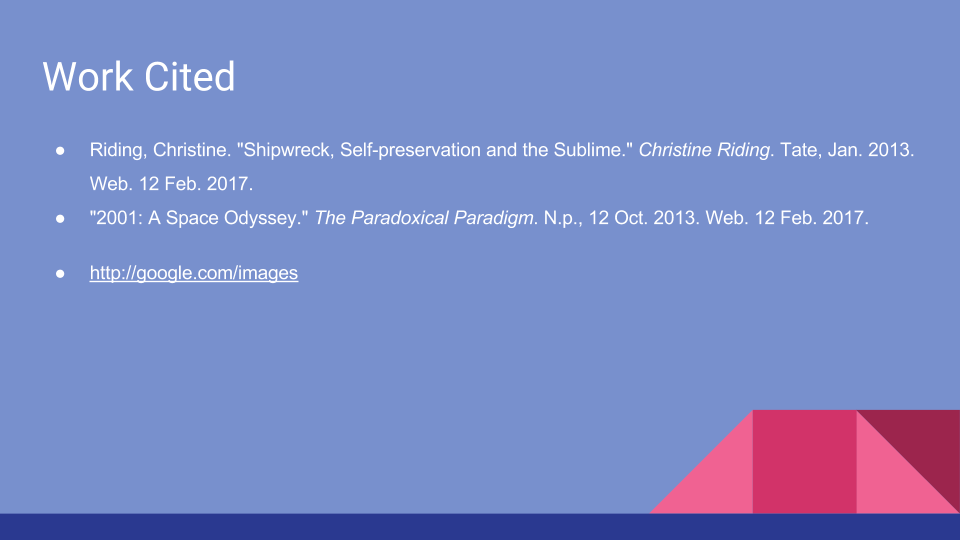 Work Cited
● Riding, Christine. "Shipwreck, Self-preservation and the Sublime." Christine Riding. Tate, Jan. 2013.
Web. 12 Feb. 2017.
● "2001: A Space Odyssey." The Paradoxical Paradigm. N.p., 12 Oct. 2013. Web. 12 Feb. 2017.
● http://google.com/images